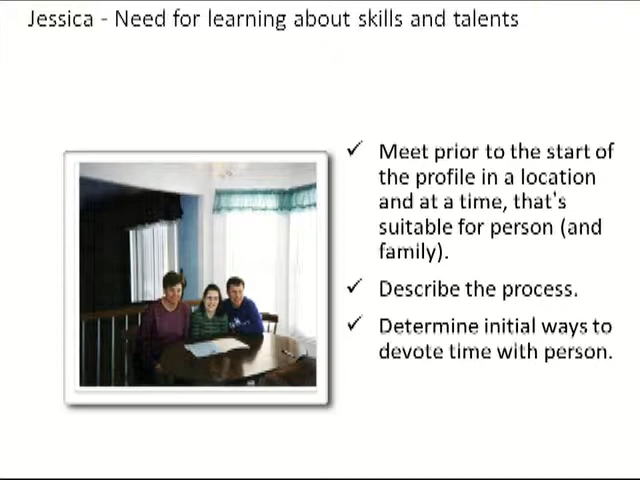 Jessica - Need for learning about skills and talents
✓ Meet prior to the start of
the profile in a location
and at a time, that's
suitable for person (and
family).
✓ Describe the process.
✓ Determine initial ways to
devote time with person.